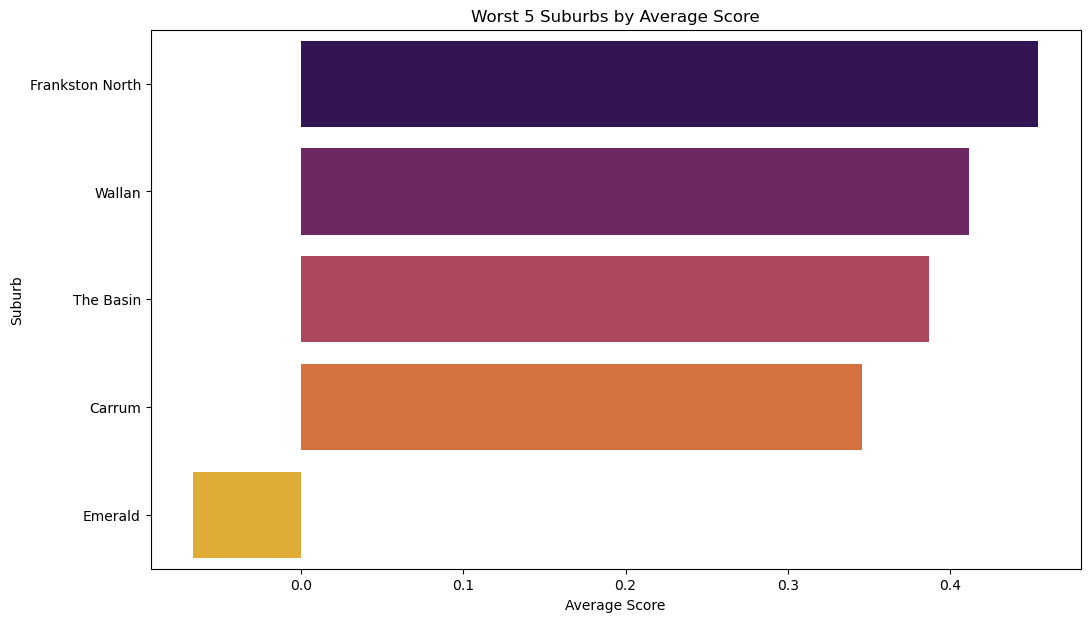 Worst 5 Suburbs by Average Score
Suburb
Frankston North
Wallan
The Basin
Carrum
Emerald
0.0 0.1 0.2 0.3 0.4
Average Score